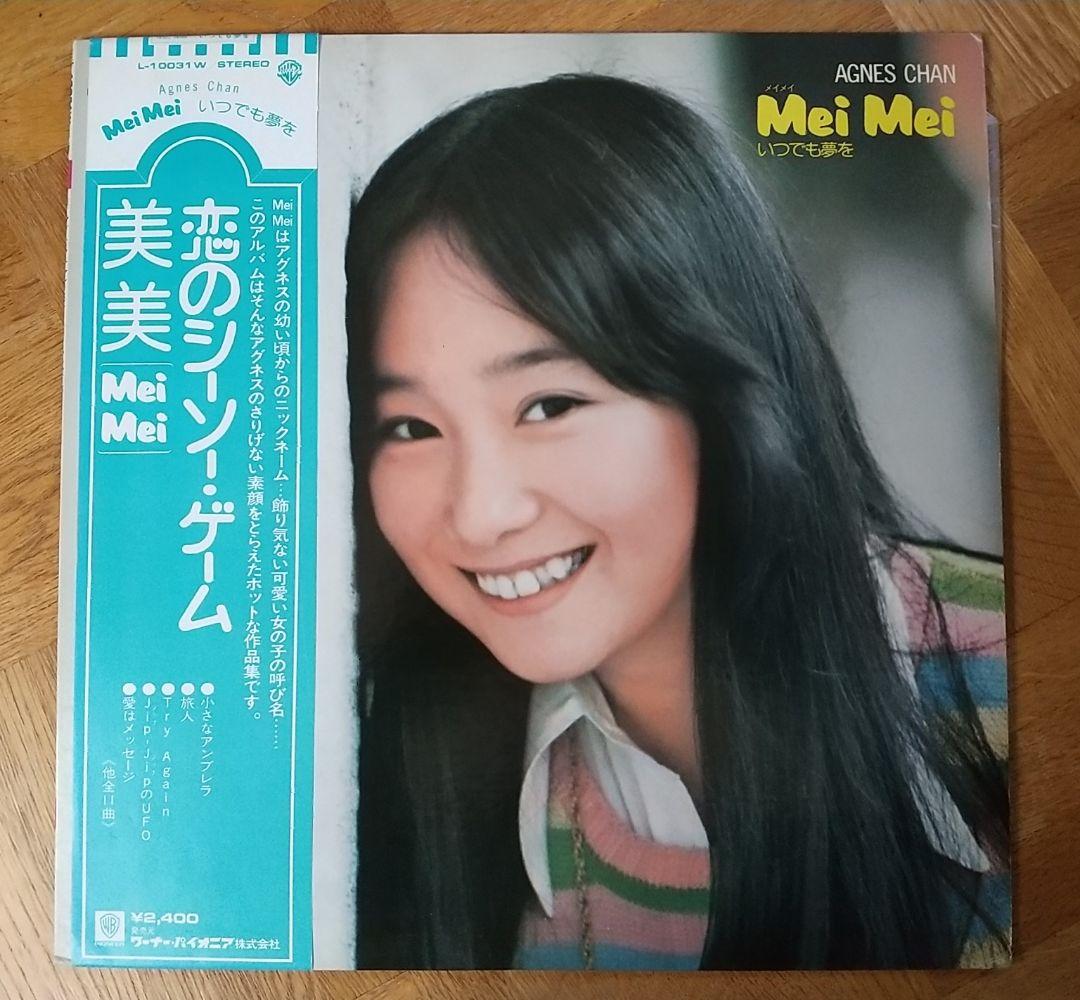 L-10031W STEREO
Agnes Chan
Mei Mei いつでも夢を
恋のシーソー・ゲーム
美美
Mei
Mei
Mei Meiはアグネスの幼い頃からのニックネーム…飾り気ない可愛い女の子の呼び名……
このアルバムはそんなアグネスのさりげない素顔をとらえたホットな作品集です。
●小さなアンブレラ
●旅人
●Try Again
●Jip-JipのUFO
●愛はメッセージ
《他全11曲》
¥2,400
発売元
ワーナー・パイオニア株式会社
AGNES CHAN
メイメイ
Mei Mei
いつでも夢を